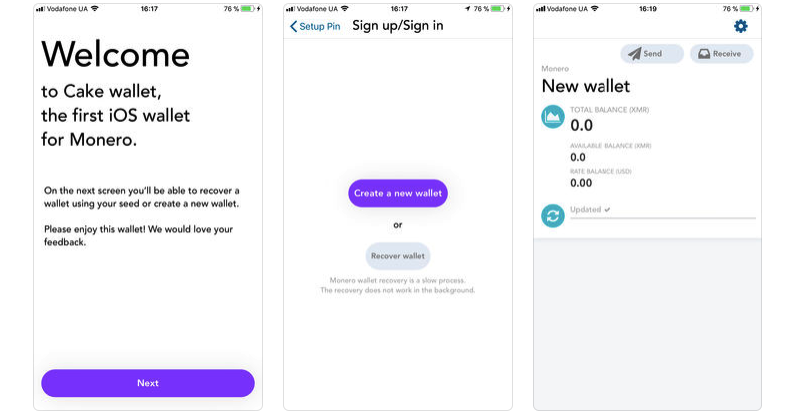 Vodafone UA 16:17 76 %
Welcome
to Cake wallet,
the first iOS wallet
for Monero.
On the next screen you'll be able to recover a
wallet using your seed or create a new wallet.
Please enjoy this wallet! We would love your
feedback.
Next
Vodafone UA 16:17 76 %
Setup Pin Sign up/Sign in
Create a new wallet
or
Recover wallet
Monero wallet recovery is a slow process.
The recovery does not work in the background.
Vodafone UA 16:19 76 %
Send Receive
Monero
New wallet
TOTAL BALANCE (XMR)
0.0
AVAILABLE BALANCE (XMR)
0.0
RATE BALANCE (USD)
0.00
Updated